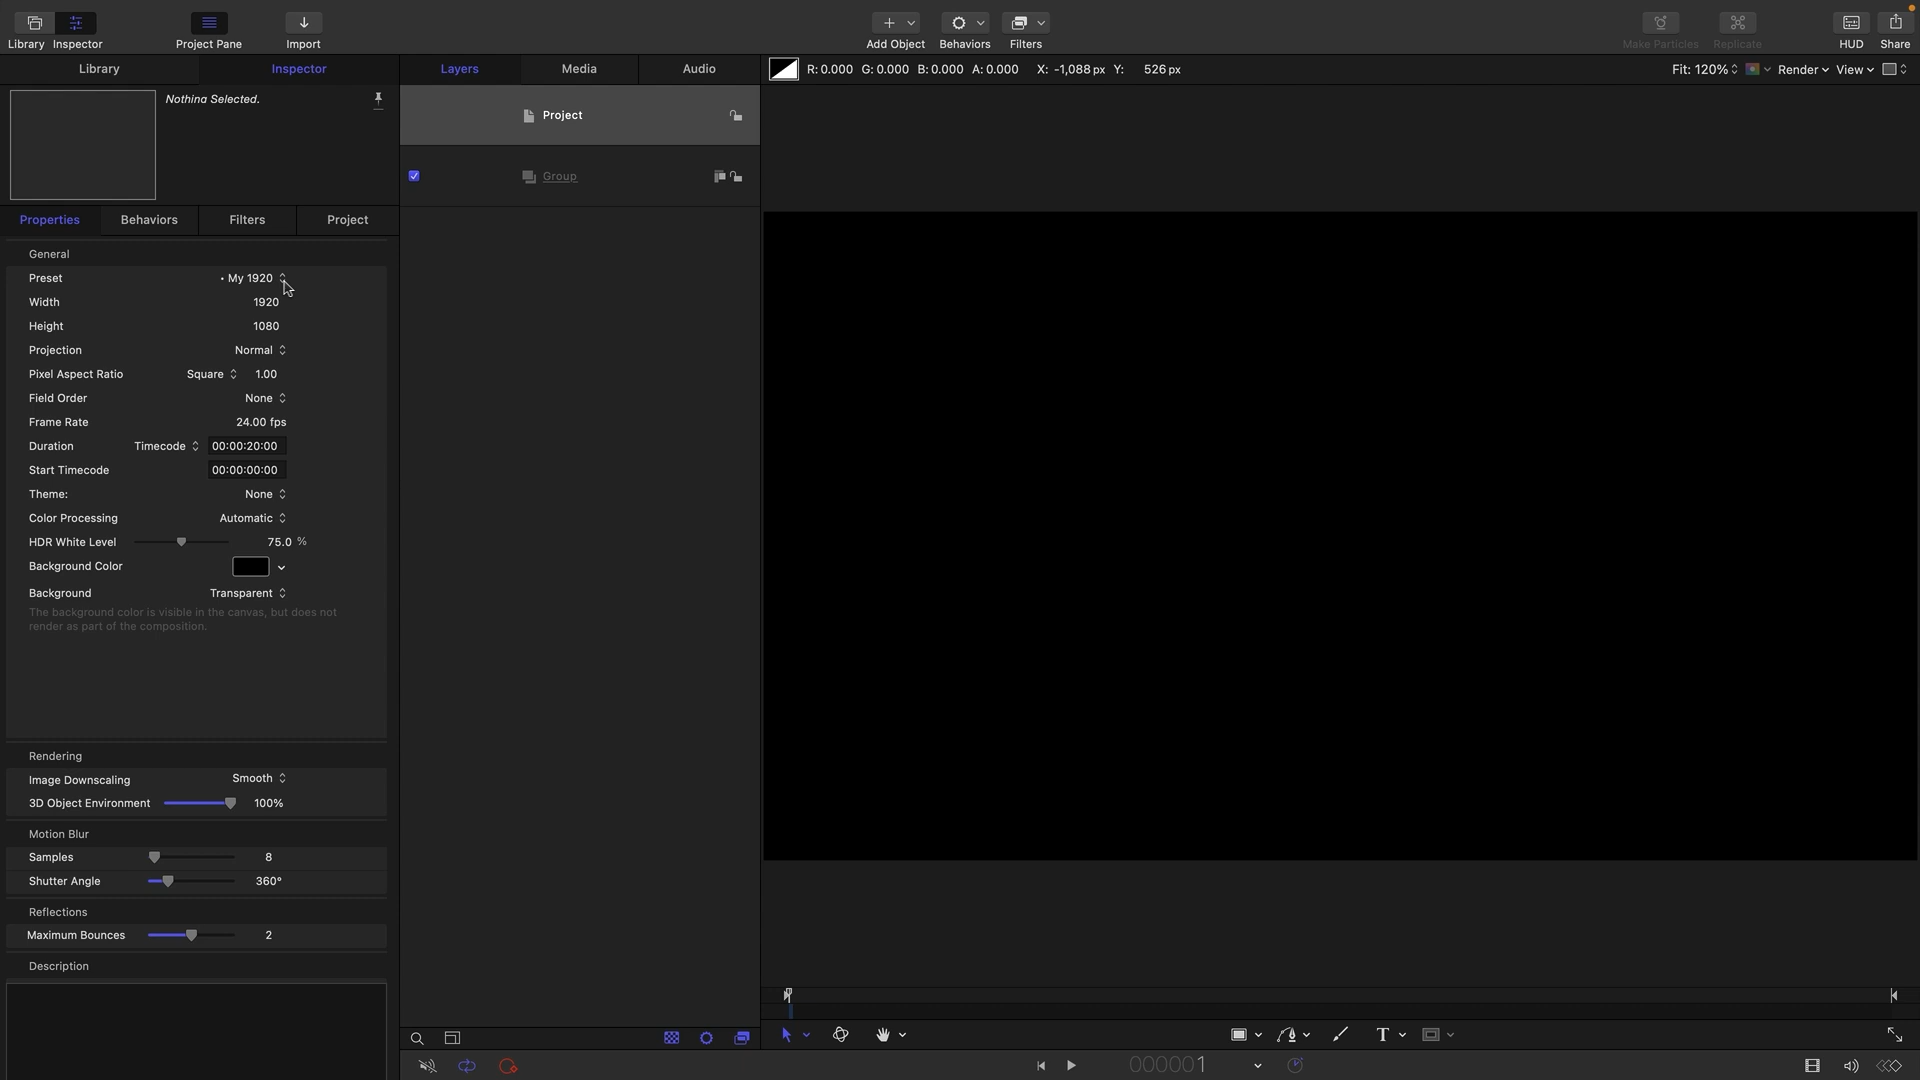 Library Inspector
Project Pane
Import
Add Object
Behaviors
Filters
Make Particles
Replicate
HUD
Share
Library
Inspector
Layers
Media
Audio
R: 0.000 G: 0.000 B: 0.000 A: 0.000 X: -1,088 px Y: 526 px
Fit: 120%
Render
View
Nothing Selected.
Project
Group
Properties
Behaviors
Filters
Project
General
Preset • My 1920
Width 1920
Height 1080
Projection Normal
Pixel Aspect Ratio Square 1.00
Field Order None
Frame Rate 24.00 fps
Duration Timecode 00:00:20:00
Start Timecode 00:00:00:00
Theme: None
Color Processing Automatic
HDR White Level 75.0 %
Background Color
Background Transparent
The background color is visible in the canvas, but does not
render as part of the composition.
Rendering
Image Downscaling Smooth
3D Object Environment 100%
Motion Blur
Samples 8
Shutter Angle 360°
Reflections
Maximum Bounces 2
Description
T
000001